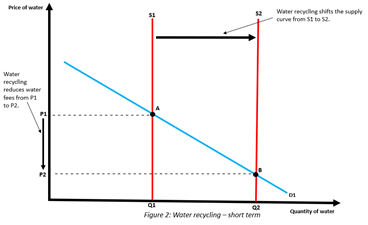 Price of water
S1
S2
Water recycling shifts the supply
curve from S1 to S2.
Water
recycling
reduces water
fees from P1
to P2.
A
P1
P2
B
D1
Q1
Q2
Quantity of water
Figure 2: Water recycling – short term